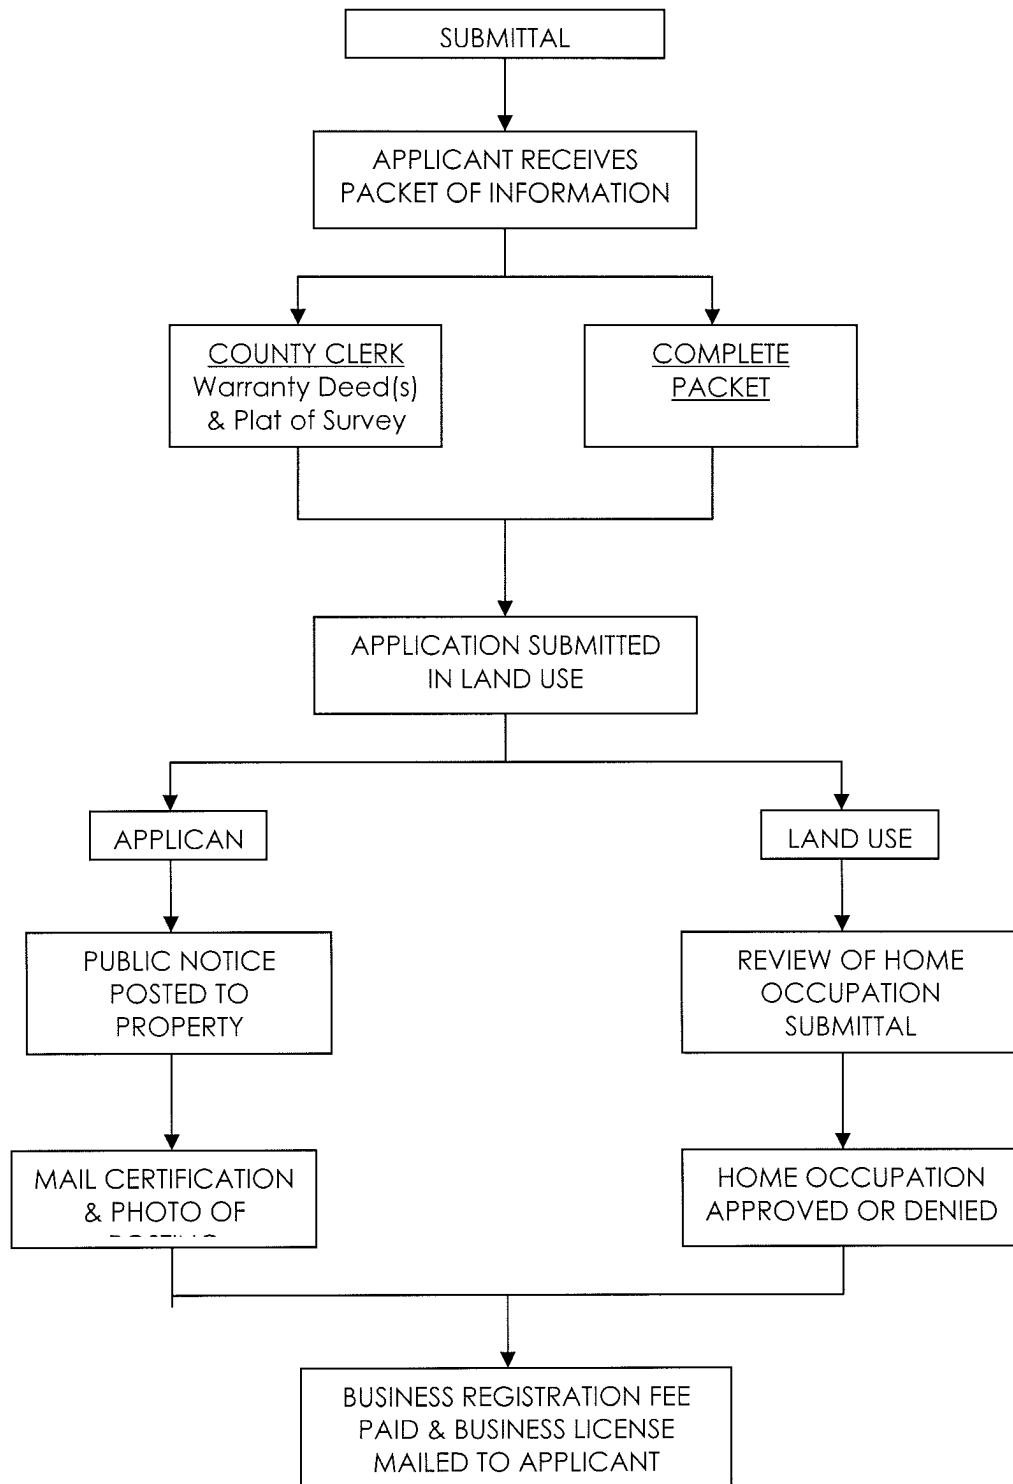 SUBMITTAL
APPLICANT RECEIVES
PACKET OF INFORMATION
COUNTY CLERK
Warranty Deed(s)
& Plat of Survey
COMPLETE
PACKET
APPLICATION SUBMITTED
IN LAND USE
APPLICAN
LAND USE
PUBLIC NOTICE
POSTED TO
PROPERTY
REVIEW OF HOME
OCCUPATION
SUBMITTAL
MAIL CERTIFICATION
& PHOTO OF
HOME OCCUPATION
APPROVED OR DENIED
BUSINESS REGISTRATION FEE
PAID & BUSINESS LICENSE
MAILED TO APPLICANT